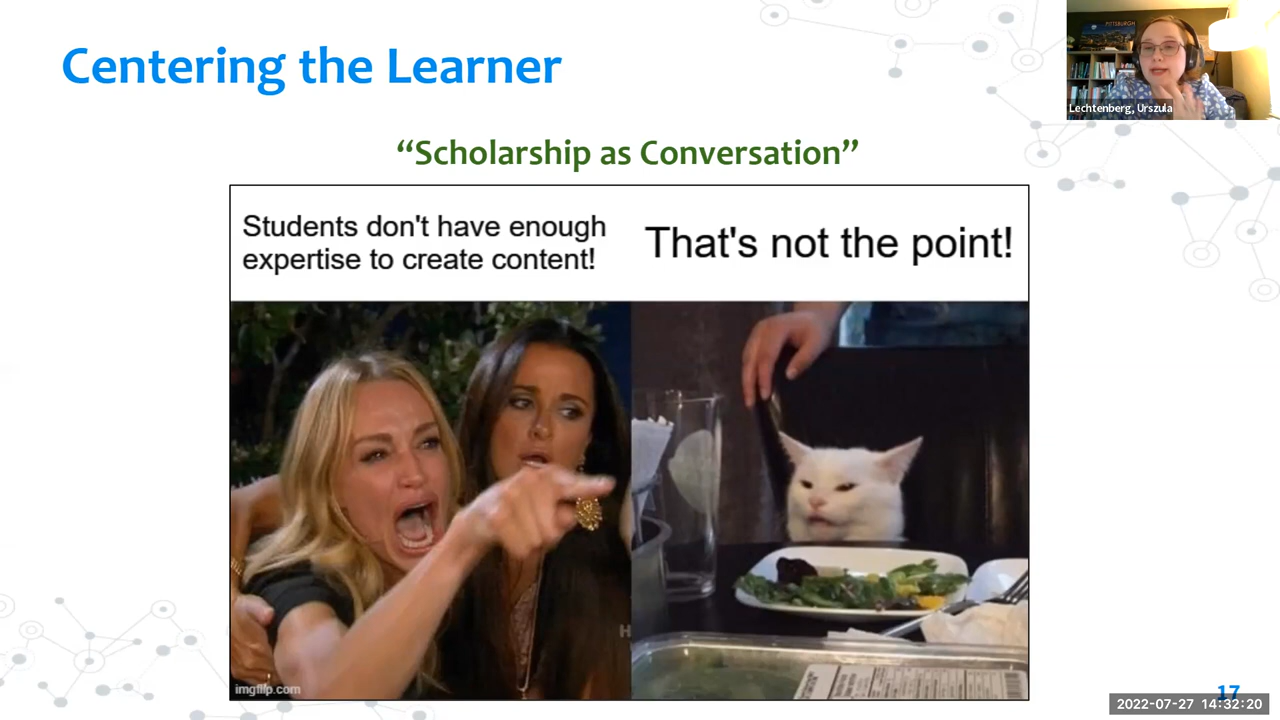 Centering the Learner
PITTSBURGH
Lechtenberg, Urszula
“Scholarship as Conversation”
Students don't have enough
expertise to create content!
That's not the point!
imgflip.com
17
2022-07-27 14:32:20